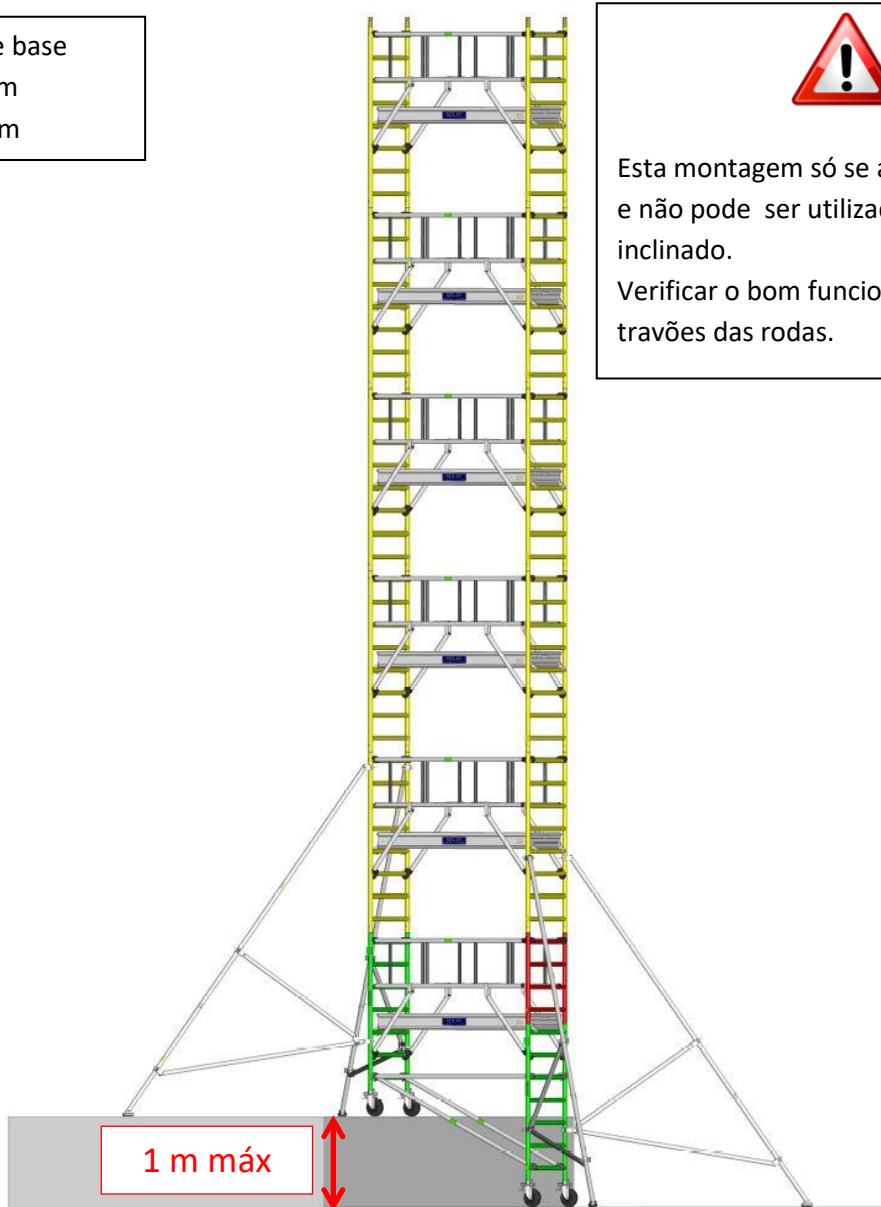 e base
m
m
Esta montagem só se a
e não pode ser utiliza
inclinado.
Verificar o bom funcio
travões das rodas.
1 m máx